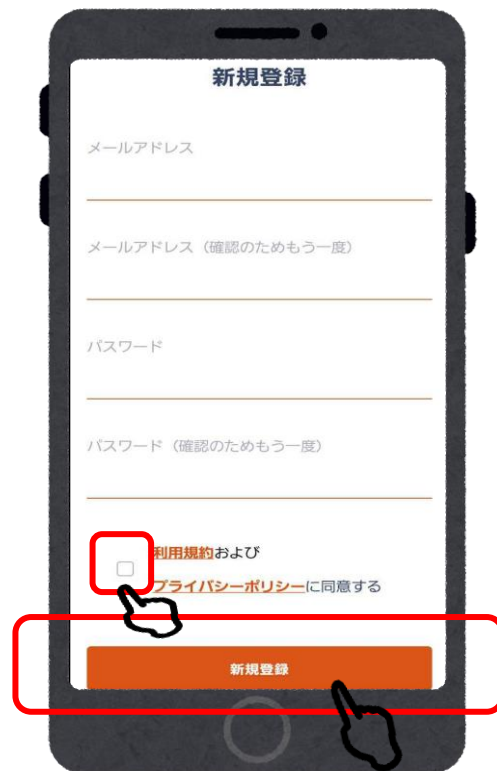 新規登録
メールアドレス
メールアドレス（確認のためもう一度）
パスワード
パスワード（確認のためもう一度）
利用規約および
プライバシーポリシーに同意する
新規登録